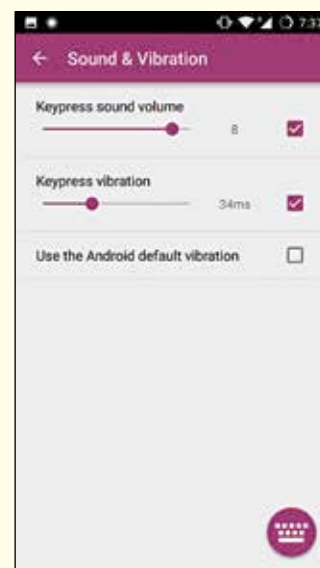 7:37
Sound & Vibration
Keypress sound volume
8
Keypress vibration
34ms
Use the Android default vibration